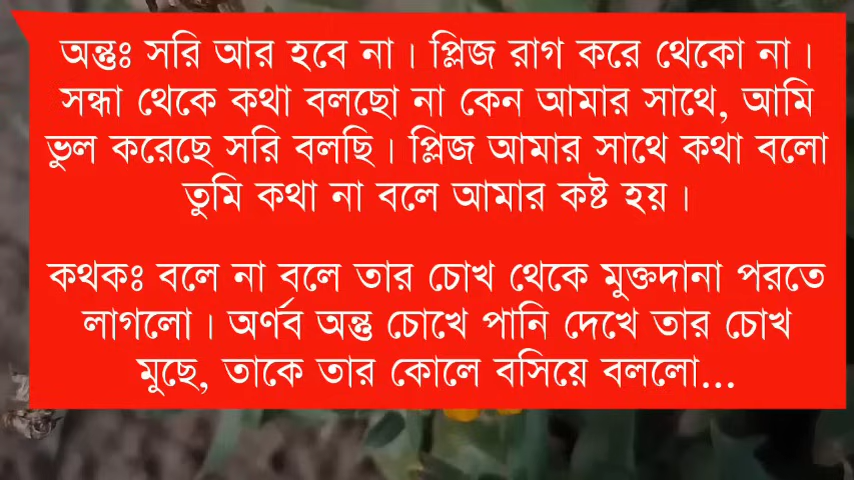 অন্তুঃ সরি আর হবে না। প্লিজ রাগ করে থেকো না।
সন্ধা থেকে কথা বলছো না কেন আমার সাথে, আমি
ভুল করেছে সরি বলছি। প্লিজ আমার সাথে কথা বলো
তুমি কথা না বলে আমার কষ্ট হয়।
কথকঃ বলে না বলে তার চোখ থেকে মুক্তদানা পরতে
লাগলো। অর্ণব অন্তু চোখে পানি দেখে তার চোখ
মুছে, তাকে তার কোলে বসিয়ে বললো...